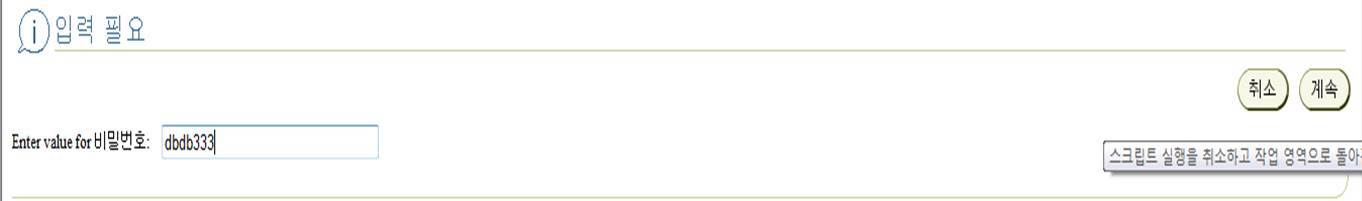 입력 필요
취소 계속
Enter value for 비밀번호: dbdb333
스크립트 실행을 취소하고 작업 영역으로 돌아